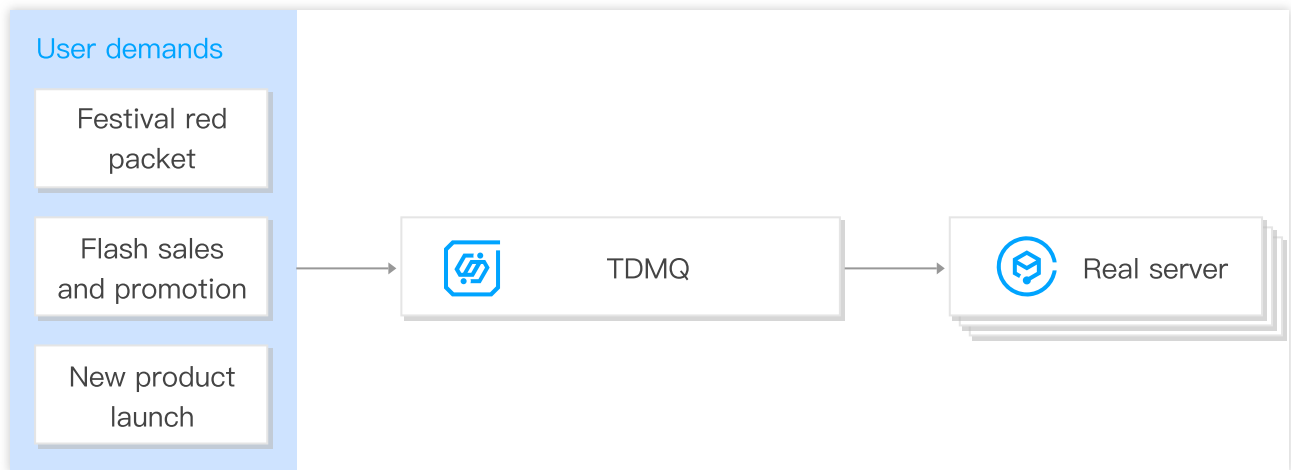 User demands
Festival red
packet
Flash sales
and promotion
New product
launch
TDMQ
Real server